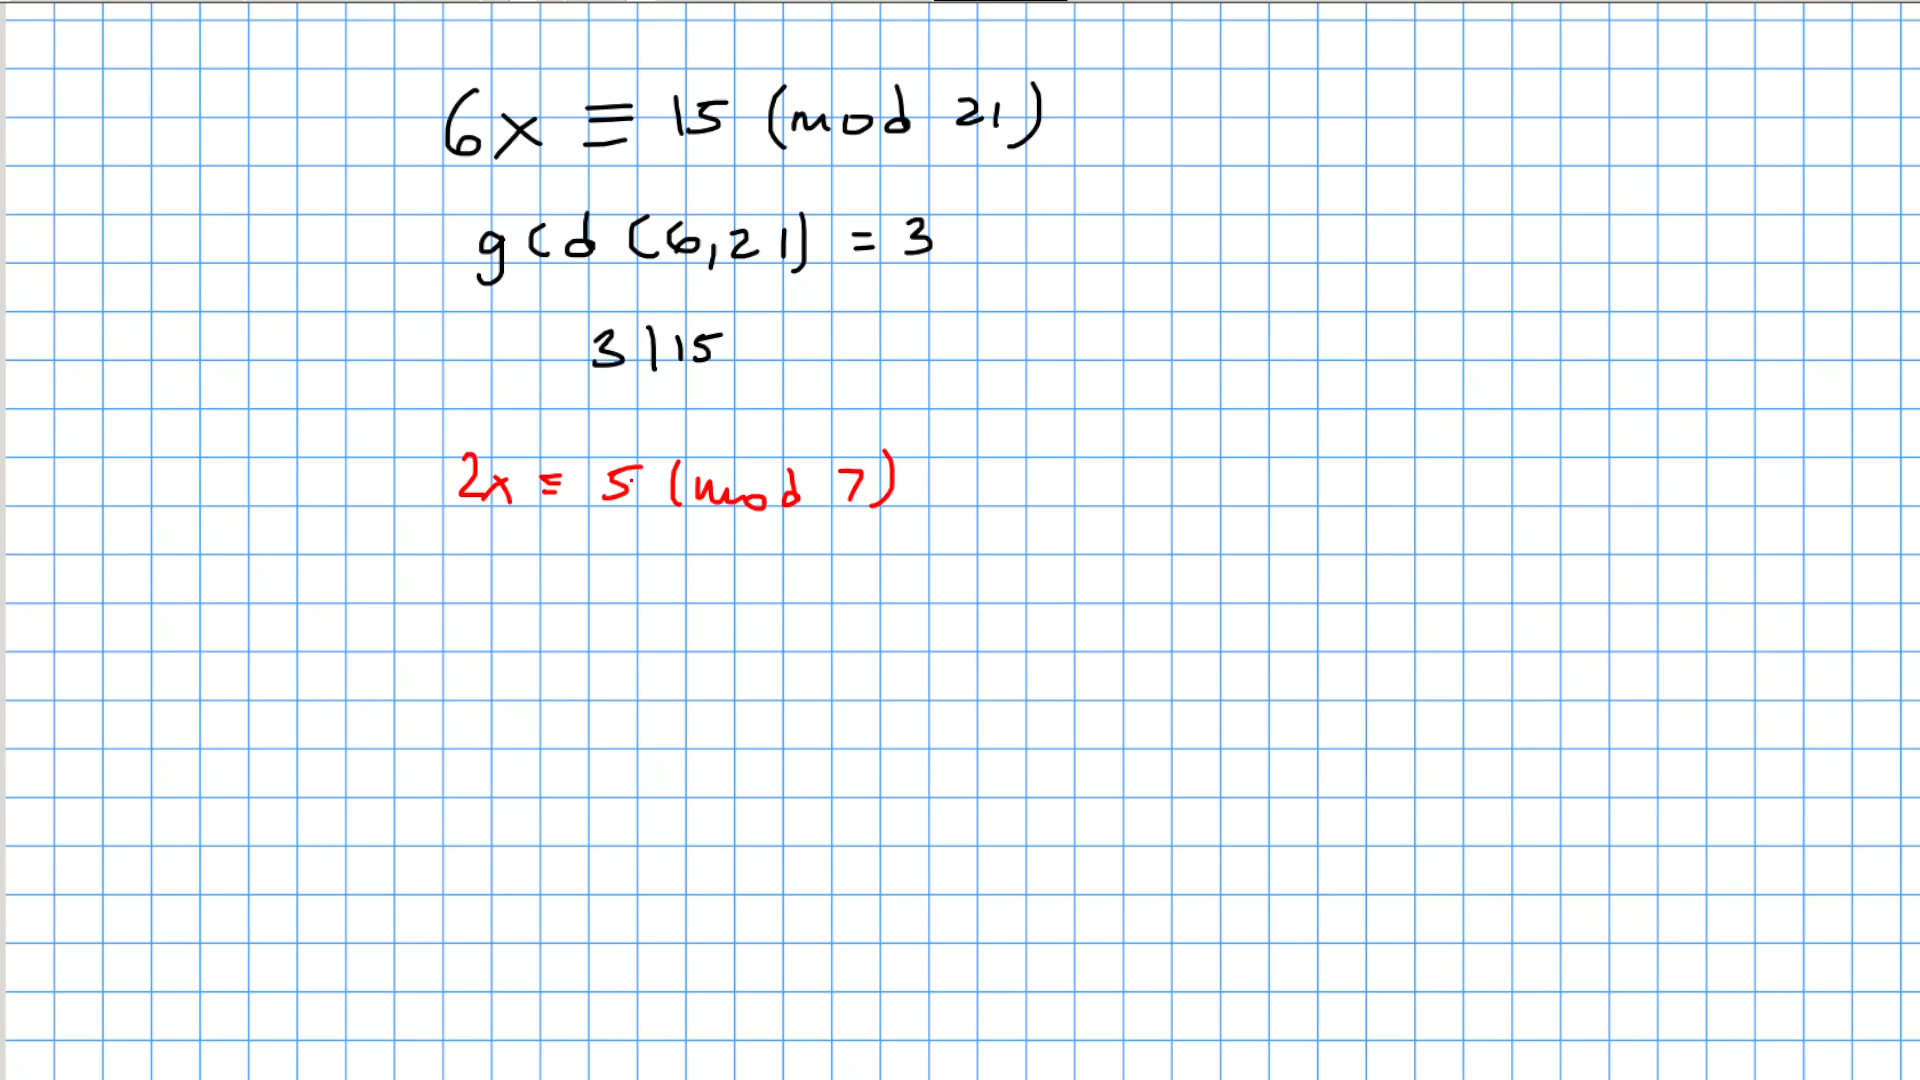 6x ≡ 15 (mod 21)
gcd (6,21) = 3
3 | 15
2x ≡ 5 (mod 7)